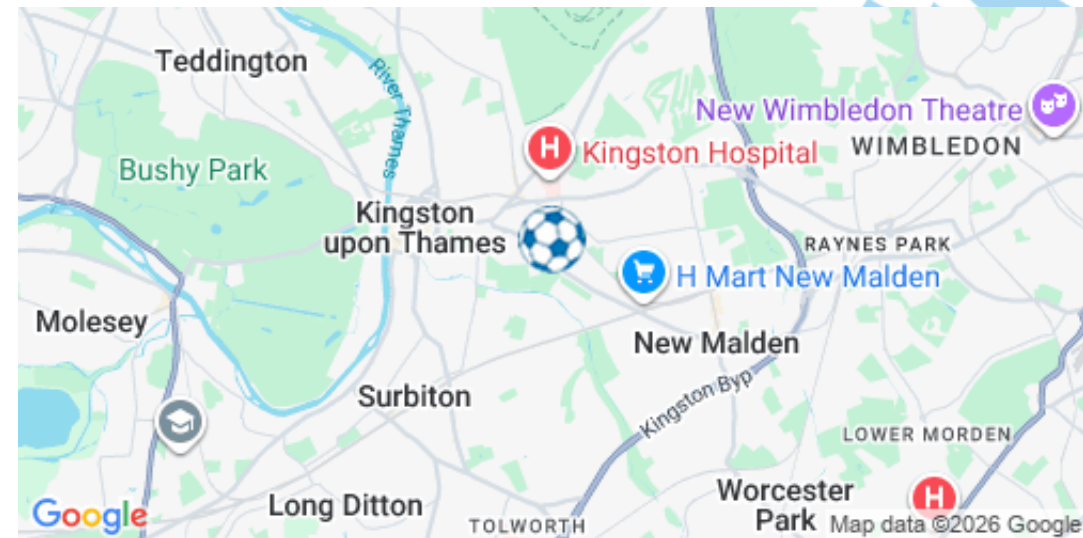 Teddington
River Thames
New Wimbledon Theatre
H
Kingston Hospital
WIMBLEDON
Bushy Park
Kingston
upon Thames
RAYNES PARK
H Mart New Malden
Molesey
New Malden
Surbiton
Kingston Byp
LOWER MORDEN
Worcester
Park
H
Long Ditton
TOLWORTH
Google
Map data ©2026 Google